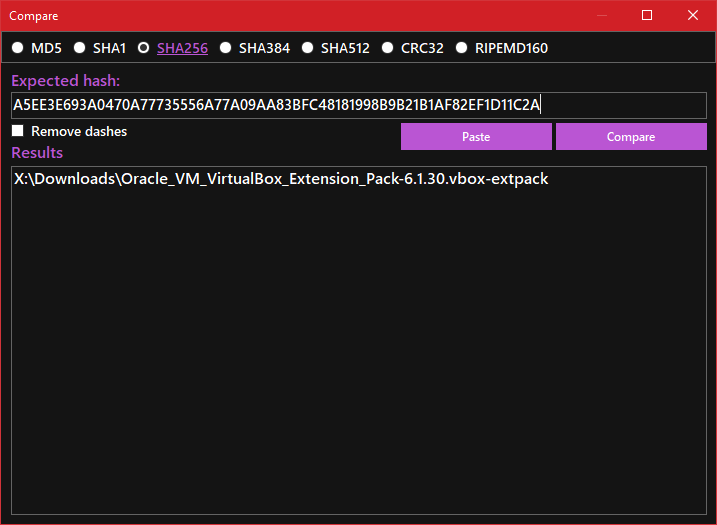 Compare
MD5 SHA1 SHA256 SHA384 SHA512 CRC32 RIPEMD160
Expected hash:
A5EE3E693A0470A77735556A77A09AA83BFC48181998B9B21B1AF82EF1D11C2A
Remove dashes
Paste Compare
Results
X:\Downloads\Oracle_VM_VirtualBox_Extension_Pack-6.1.30.vbox-extpack